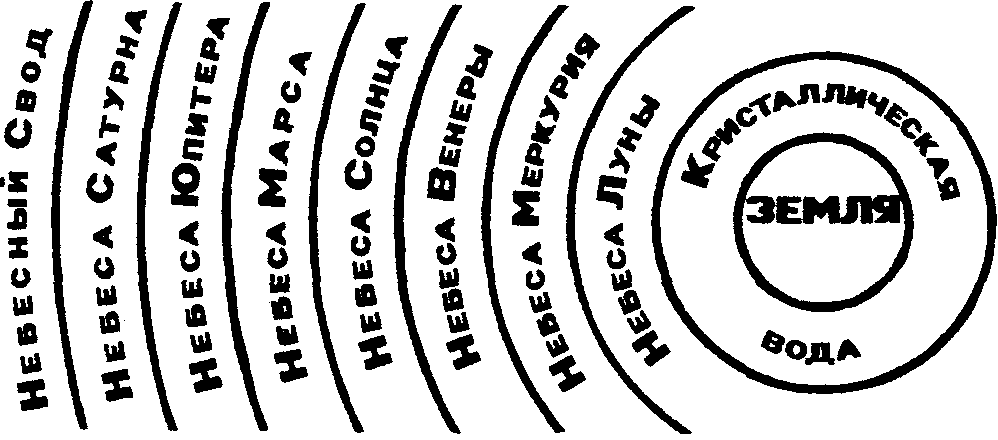 Небесный Свод
Небеса Сатурна
Небеса Юпитера
Небеса Марса
Небеса Солнца
Небеса Венеры
Небеса Меркурия
Небеса Луны
Кристаллическая
ЗЕМЛЯ
вода